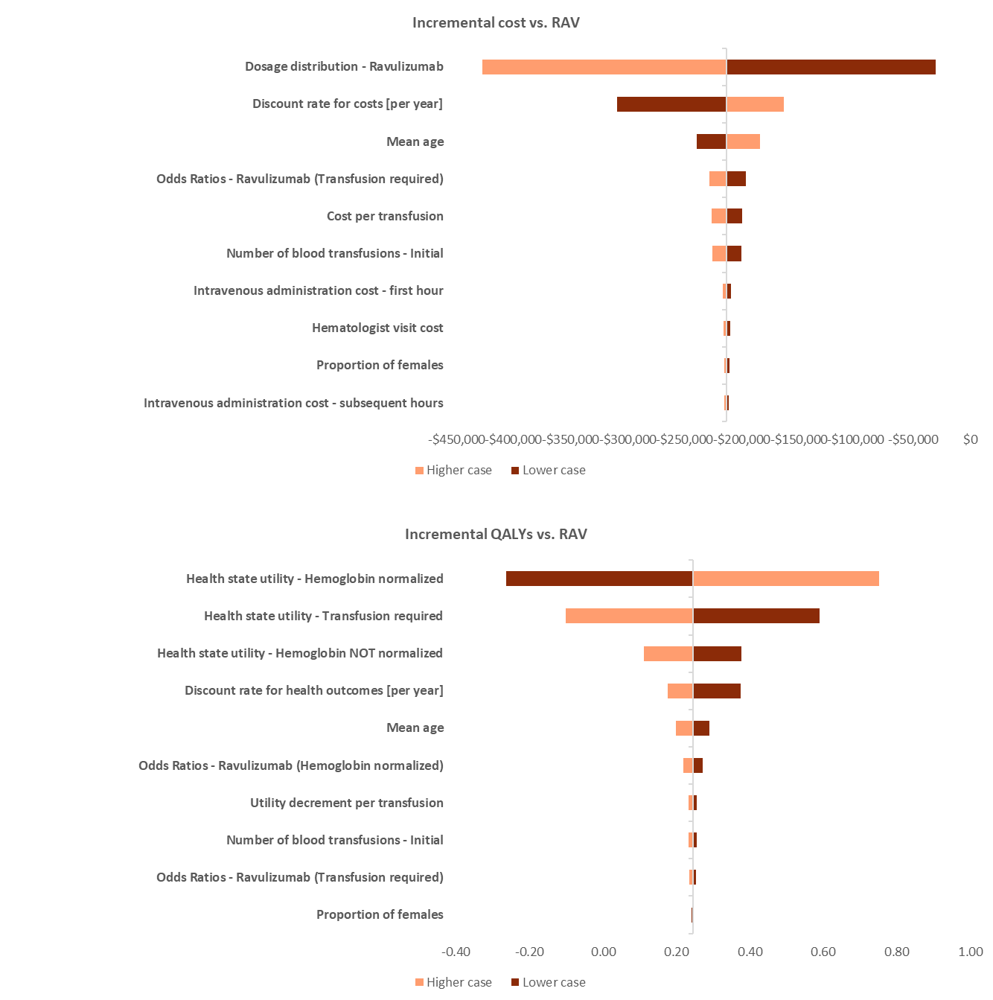 Incremental cost vs. RAV
Dosage distribution - Ravulizumab
Discount rate for costs [per year]
Mean age
Odds Ratios - Ravulizumab (Transfusion required)
Cost per transfusion
Number of blood transfusions - Initial
Intravenous administration cost - first hour
Hematologist visit cost
Proportion of females
Intravenous administration cost - subsequent hours
-$450,000 -$400,000 -$350,000 -$300,000 -$250,000 -$200,000 -$150,000 -$100,000 -$50,000 $0
Higher case Lower case
Incremental QALYs vs. RAV
Health state utility - Hemoglobin normalized
Health state utility - Transfusion required
Health state utility - Hemoglobin NOT normalized
Discount rate for health outcomes [per year]
Mean age
Odds Ratios - Ravulizumab (Hemoglobin normalized)
Utility decrement per transfusion
Number of blood transfusions - Initial
Odds Ratios - Ravulizumab (Transfusion required)
Proportion of females
-0.40 -0.20 0.00 0.20 0.40 0.60 0.80 1.00
Higher case Lower case